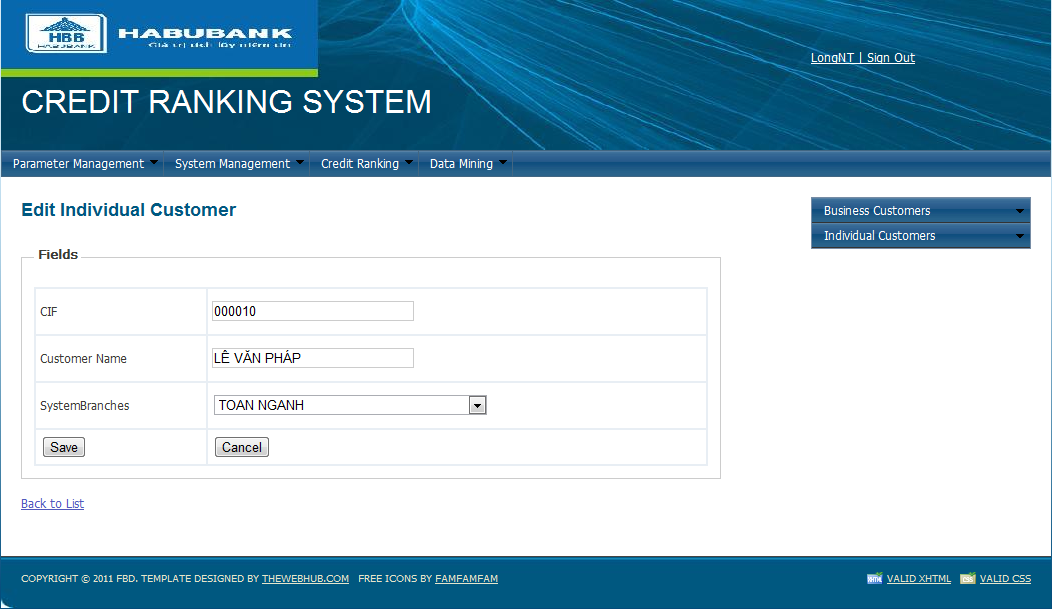 HBB
HABUBANK
HABUBANK
Giá trị tích lũy niềm tin
LongNT | Sign Out
CREDIT RANKING SYSTEM
Parameter Management System Management Credit Ranking Data Mining
Edit Individual Customer
Business Customers
Individual Customers
Fields
CIF 000010
Customer Name LÊ VĂN PHÁP
SystemBranches TOAN NGANH
Save Cancel
Back to List
COPYRIGHT © 2011 FBD. TEMPLATE DESIGNED BY THEWEBHUB.COM FREE ICONS BY FAMFAMFAM
VALID XHTML VALID CSS